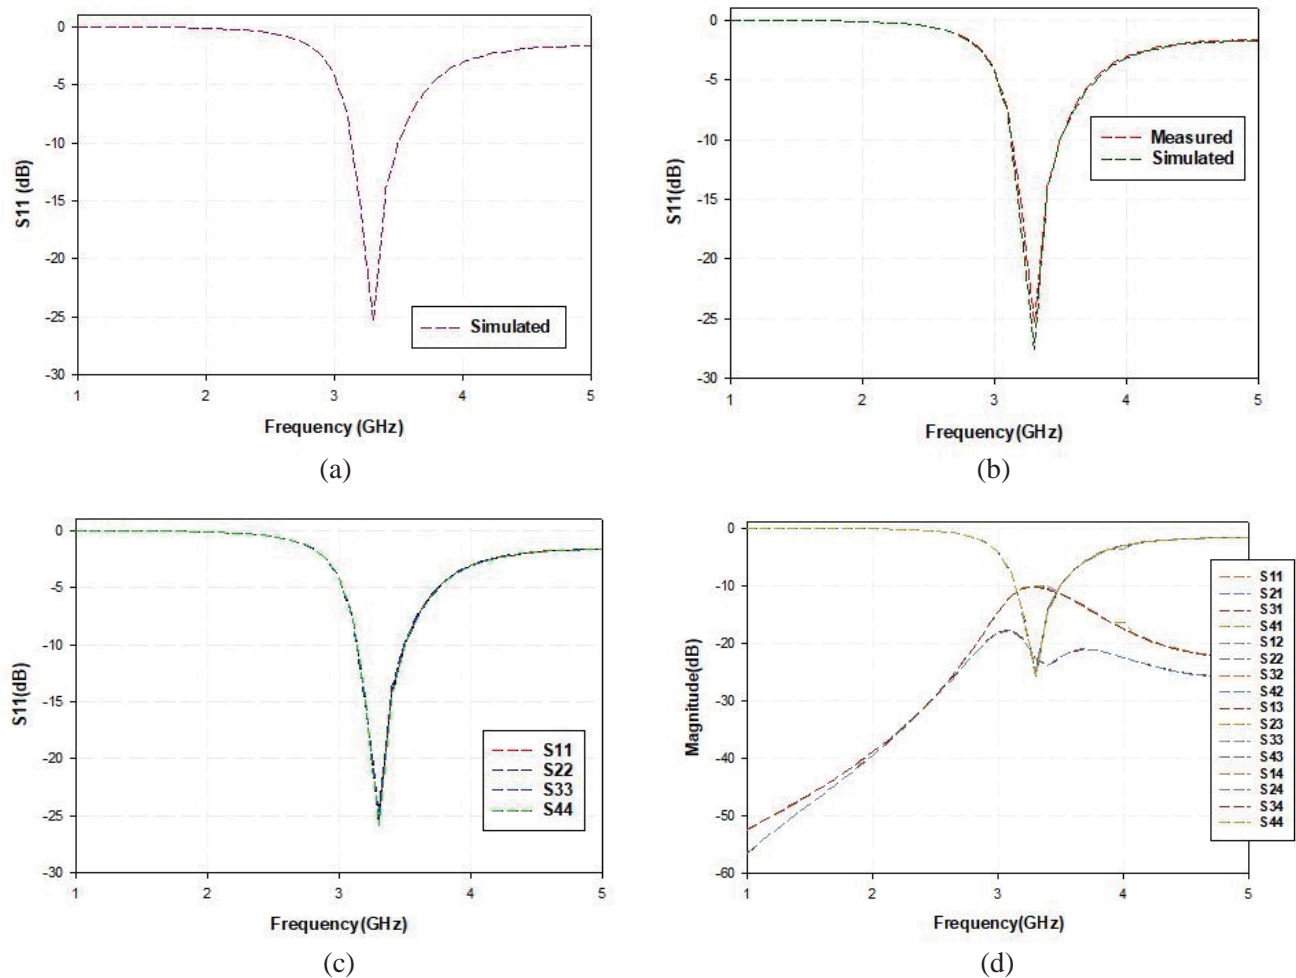 0
-5
-10
-15
-20
-25
-30
S11 (dB)
Simulated
1 2 3 4 5
Frequency (GHz)
(a)
0
-5
-10
-15
-20
-25
-30
S11(dB)
Measured
Simulated
1 2 3 4 5
Frequency(GHz)
(b)
0
-5
-10
-15
-20
-25
-30
S11(dB)
S11
S22
S33
S44
1 2 3 4 5
Frequency(GHz)
(c)
0
-10
-20
-30
-40
-50
-60
Magnitude(dB)
S11
S21
S31
S41
S12
S22
S32
S42
S13
S23
S33
S43
S14
S24
S34
S44
1 2 3 4 5
Frequency(GHz)
(d)